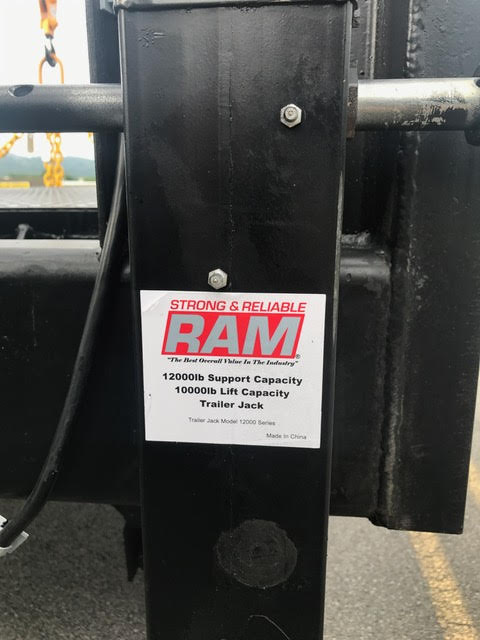 STRONG & RELIABLE
RAM®
"The Best Overall Value In The Industry"
12000lb Support Capacity
10000lb Lift Capacity
Trailer Jack
Trailer Jack Model 12000 Series
Made In China